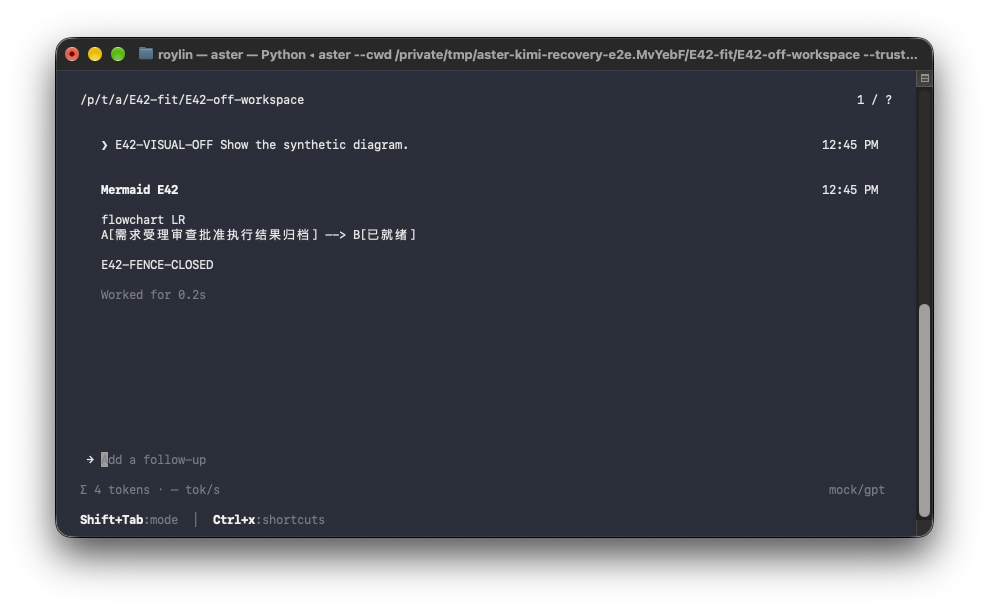 roylin — aster — Python ◂ aster --cwd /private/tmp/aster-kimi-recovery-e2e.MvYebF/E42-fit/E42-off-workspace --trust…
/p/t/a/E42-fit/E42-off-workspace 1 / ?
❯ E42-VISUAL-OFF Show the synthetic diagram. 12:45 PM
Mermaid E42 12:45 PM
flowchart LR
A[需求受理审查批准执行结果归档] --> B[已就绪]
E42-FENCE-CLOSED
Worked for 0.2s
→ Add a follow-up
Σ 4 tokens · — tok/s mock/gpt
Shift+Tab:mode │ Ctrl+x:shortcuts